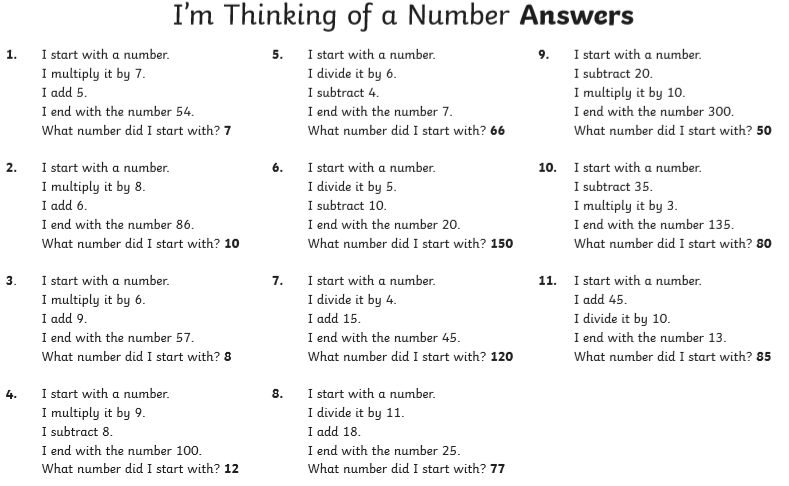 I'm Thinking of a Number Answers
1. I start with a number.
I multiply it by 7.
I add 5.
I end with the number 54.
What number did I start with? 7
2. I start with a number.
I multiply it by 8.
I add 6.
I end with the number 86.
What number did I start with? 10
3. I start with a number.
I multiply it by 6.
I add 9.
I end with the number 57.
What number did I start with? 8
4. I start with a number.
I multiply it by 9.
I subtract 8.
I end with the number 100.
What number did I start with? 12
5. I start with a number.
I divide it by 6.
I subtract 4.
I end with the number 7.
What number did I start with? 66
6. I start with a number.
I divide it by 5.
I subtract 10.
I end with the number 20.
What number did I start with? 150
7. I start with a number.
I divide it by 4.
I add 15.
I end with the number 45.
What number did I start with? 120
8. I start with a number.
I divide it by 11.
I add 18.
I end with the number 25.
What number did I start with? 77
9. I start with a number.
I subtract 20.
I multiply it by 10.
I end with the number 300.
What number did I start with? 50
10. I start with a number.
I subtract 35.
I multiply it by 3.
I end with the number 135.
What number did I start with? 80
11. I start with a number.
I add 45.
I divide it by 10.
I end with the number 13.
What number did I start with? 85